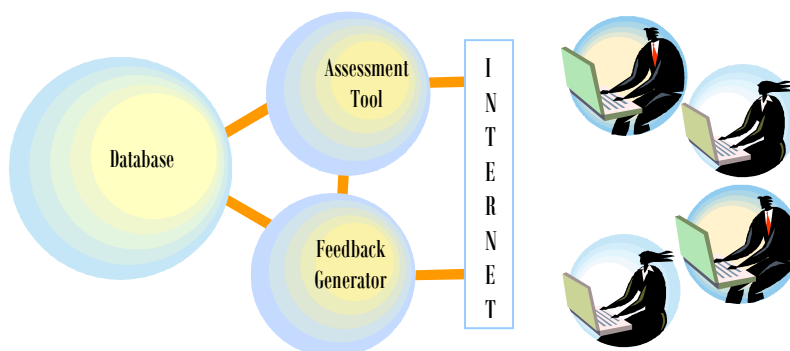 Database
Assessment
Tool
Feedback
Generator
I
N
T
E
R
N
E
T